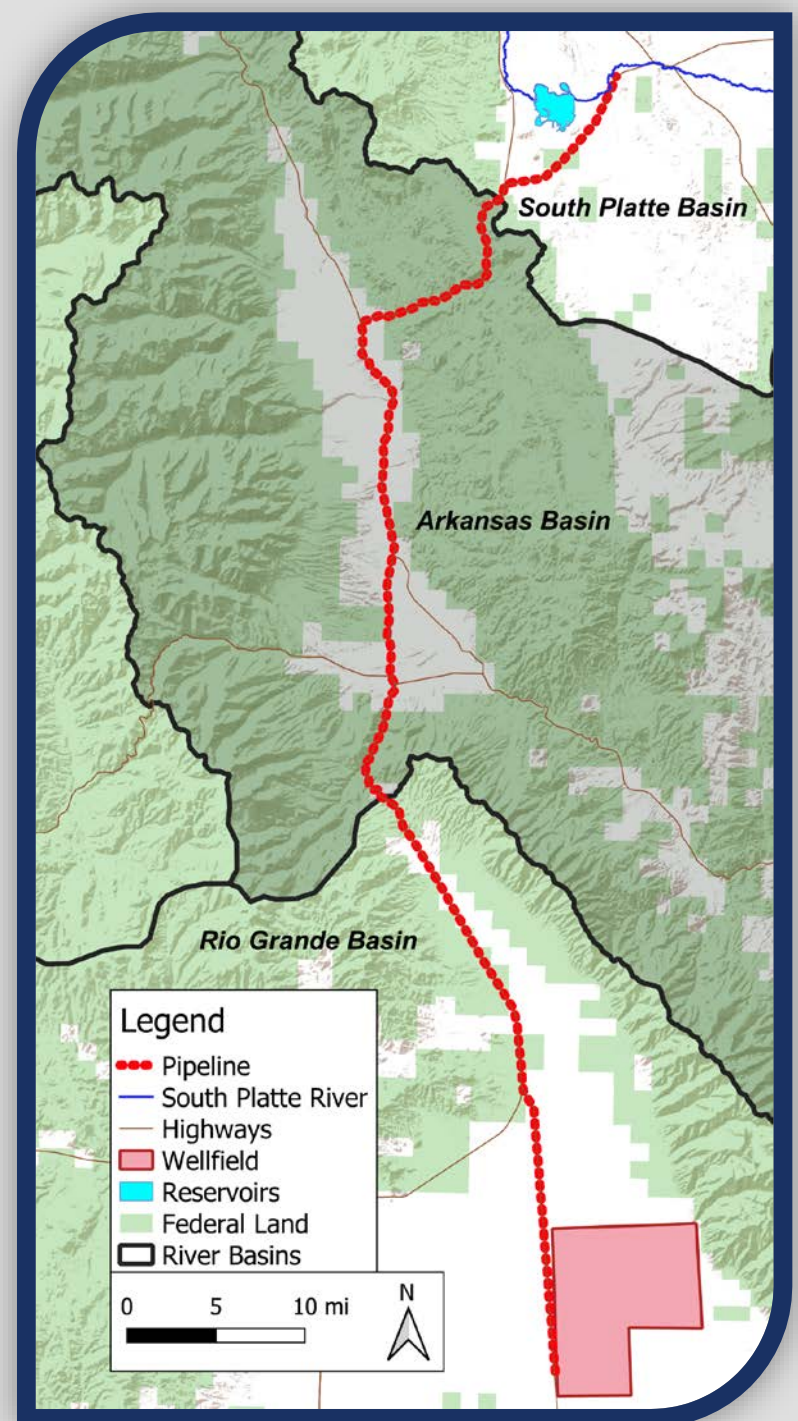 South Platte Basin
Arkansas Basin
Rio Grande Basin
Legend
Pipeline
South Platte River
Highways
Wellfield
Reservoirs
Federal Land
River Basins
0 5 10 mi
N